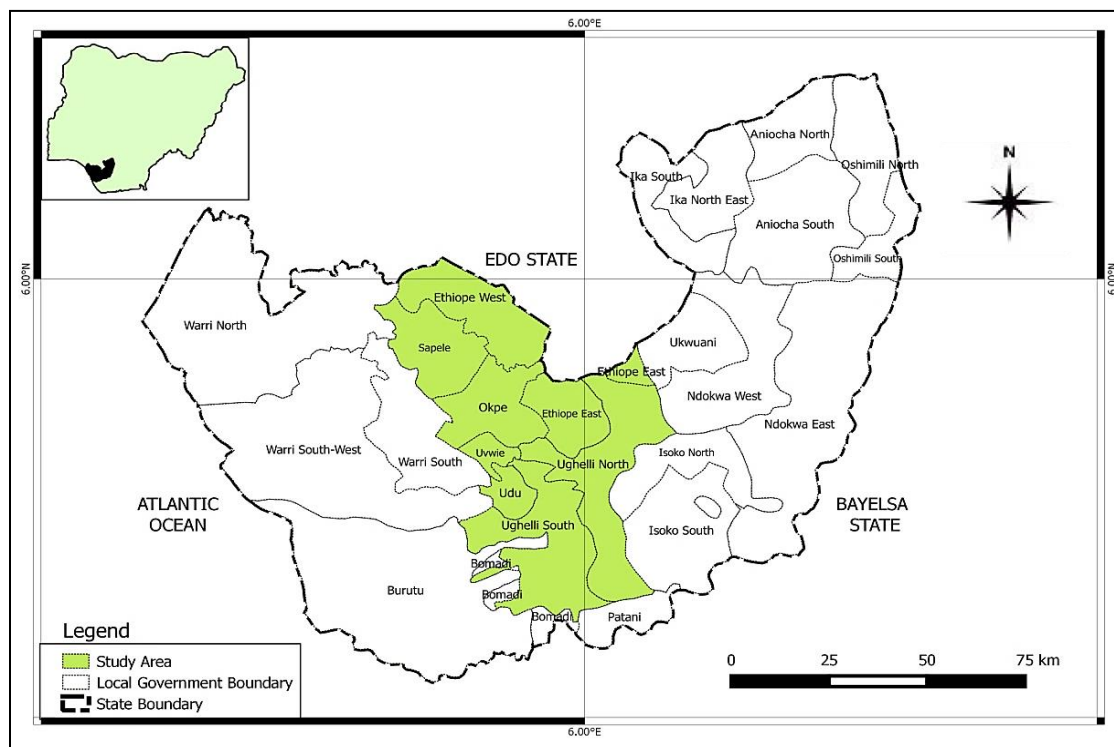 6.00°E
N
Aniocha North
Oshimili North
Ika South
Ika North East
Aniocha South
Oshimili South
EDO STATE
6.00°N
6.00°N
Ethiope West
Warri North
Sapele
Ukwuani
Ethiope East
Ndokwa West
Okpe
Ethiope East
Ndokwa East
Warri South-West
Warri South
Uvwie
Ughelli North
Isoko North
Udu
ATLANTIC
OCEAN
BAYELSA
STATE
Ughelli South
Isoko South
Bomadi
Burutu
Bomadi
Bomadi
Patani
Legend
Study Area
Local Government Boundary
State Boundary
0 25 50 75 km
6.00°E